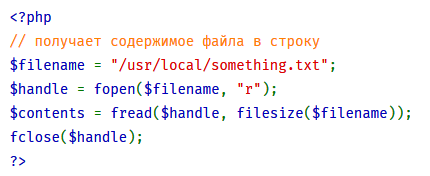 <?php
// получает содержимое файла в строку
$filename = "/usr/local/something.txt";
$handle = fopen($filename, "r");
$contents = fread($handle, filesize($filename));
fclose($handle);
?>